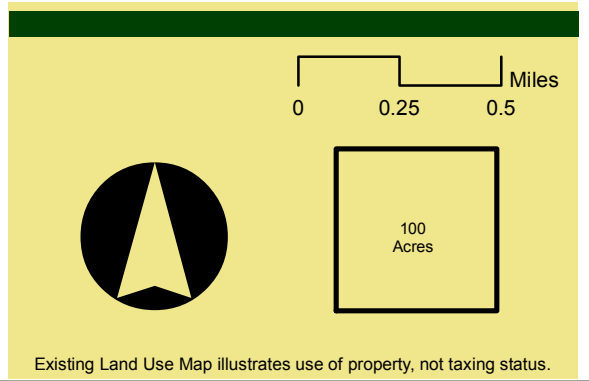 Miles
0 0.25 0.5
100
Acres
Existing Land Use Map illustrates use of property, not taxing status.